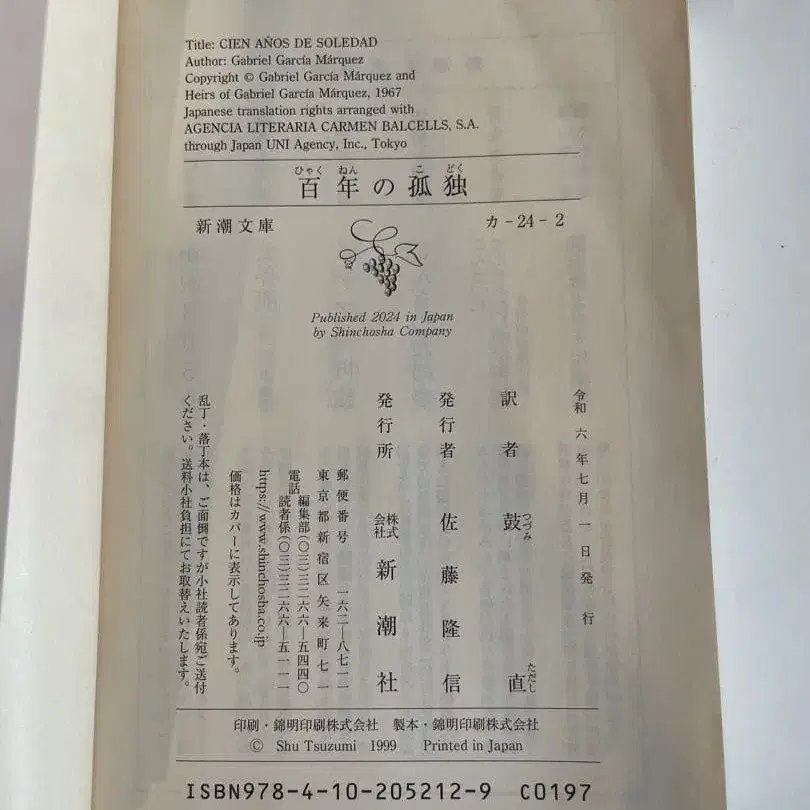 Title: CIEN AÑOS DE SOLEDAD
Author: Gabriel García Márquez
Copyright © Gabriel García Márquez and
Heirs of Gabriel García Márquez, 1967
Japanese translation rights arranged with
AGENCIA LITERARIA CARMEN BALCELLS, S.A.
through Japan UNI Agency, Inc., Tokyo
ひゃく ねん こ どく
百年の孤独
新潮文庫
カ-24-2
Published 2024 in Japan
by Shinchosha Company
令和六年七月一日発行
訳者 鼓 直
つづみ ただし
発行者 佐藤隆信
発行所 株式会社 新潮社
郵便番号 一六二-八七一一
東京都新宿区矢来町七一
電話 編集部(〇三)三二六六-五四四〇
読者係(〇三)三二六六-五一一一
https://www.shinchosha.co.jp
価格はカバーに表示してあります。
乱丁・落丁本は、ご面倒ですが小社読者係宛ご送付
ください。送料小社負担にてお取替えいたします。
印刷・錦明印刷株式会社 製本・錦明印刷株式会社
© Shu Tsuzumi 1999 Printed in Japan
ISBN978-4-10-205212-9 C0197